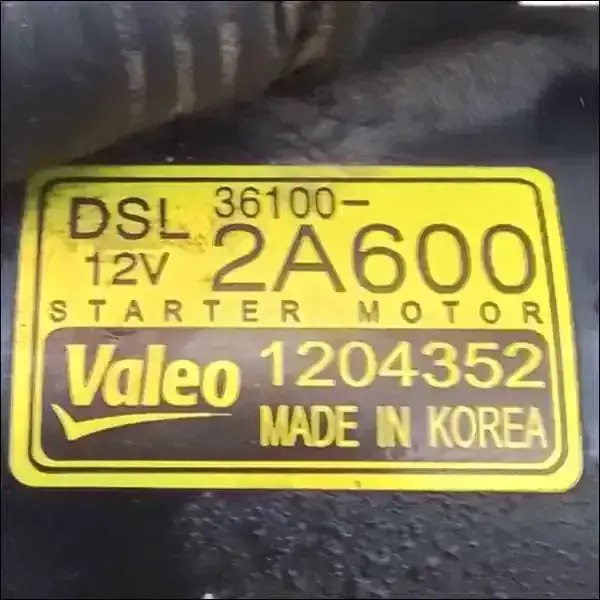 DSL 36100-
12V 2A600
STARTER MOTOR
Valeo 1204352
MADE IN KOREA